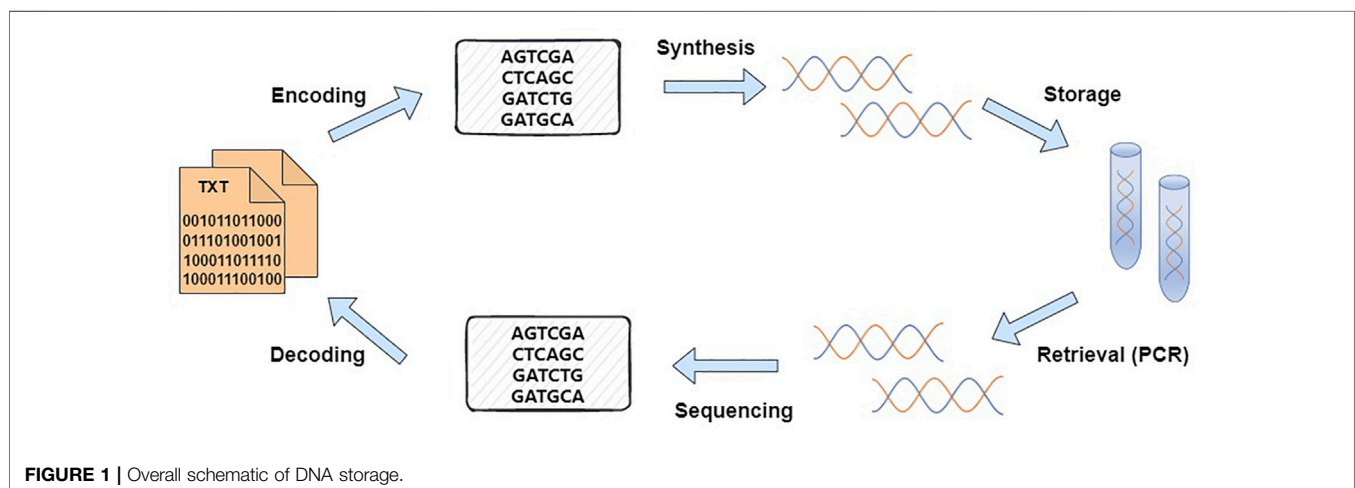 Encoding
AGTCGA
CTCAGC
GATCTG
GATGCA
Synthesis
Storage
TXT
001011011000
011101001001
100011011110
100011100100
Decoding
AGTCGA
CTCAGC
GATCTG
GATGCA
Sequencing
Retrieval (PCR)
FIGURE 1 | Overall schematic of DNA storage.